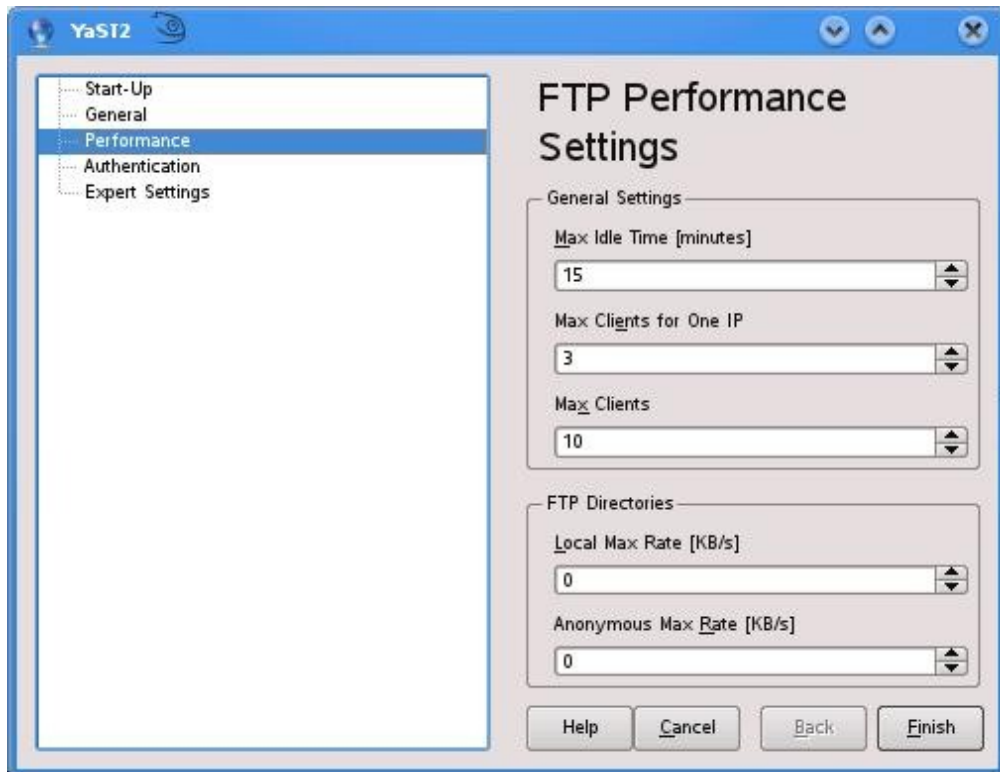 YaST2
Start-Up
General
Performance
Authentication
Expert Settings
FTP Performance
Settings
General Settings
Max Idle Time [minutes]
15
Max Clients for One IP
3
Max Clients
10
FTP Directories
Local Max Rate [KB/s]
0
Anonymous Max Rate [KB/s]
0
Help
Cancel
Back
Finish